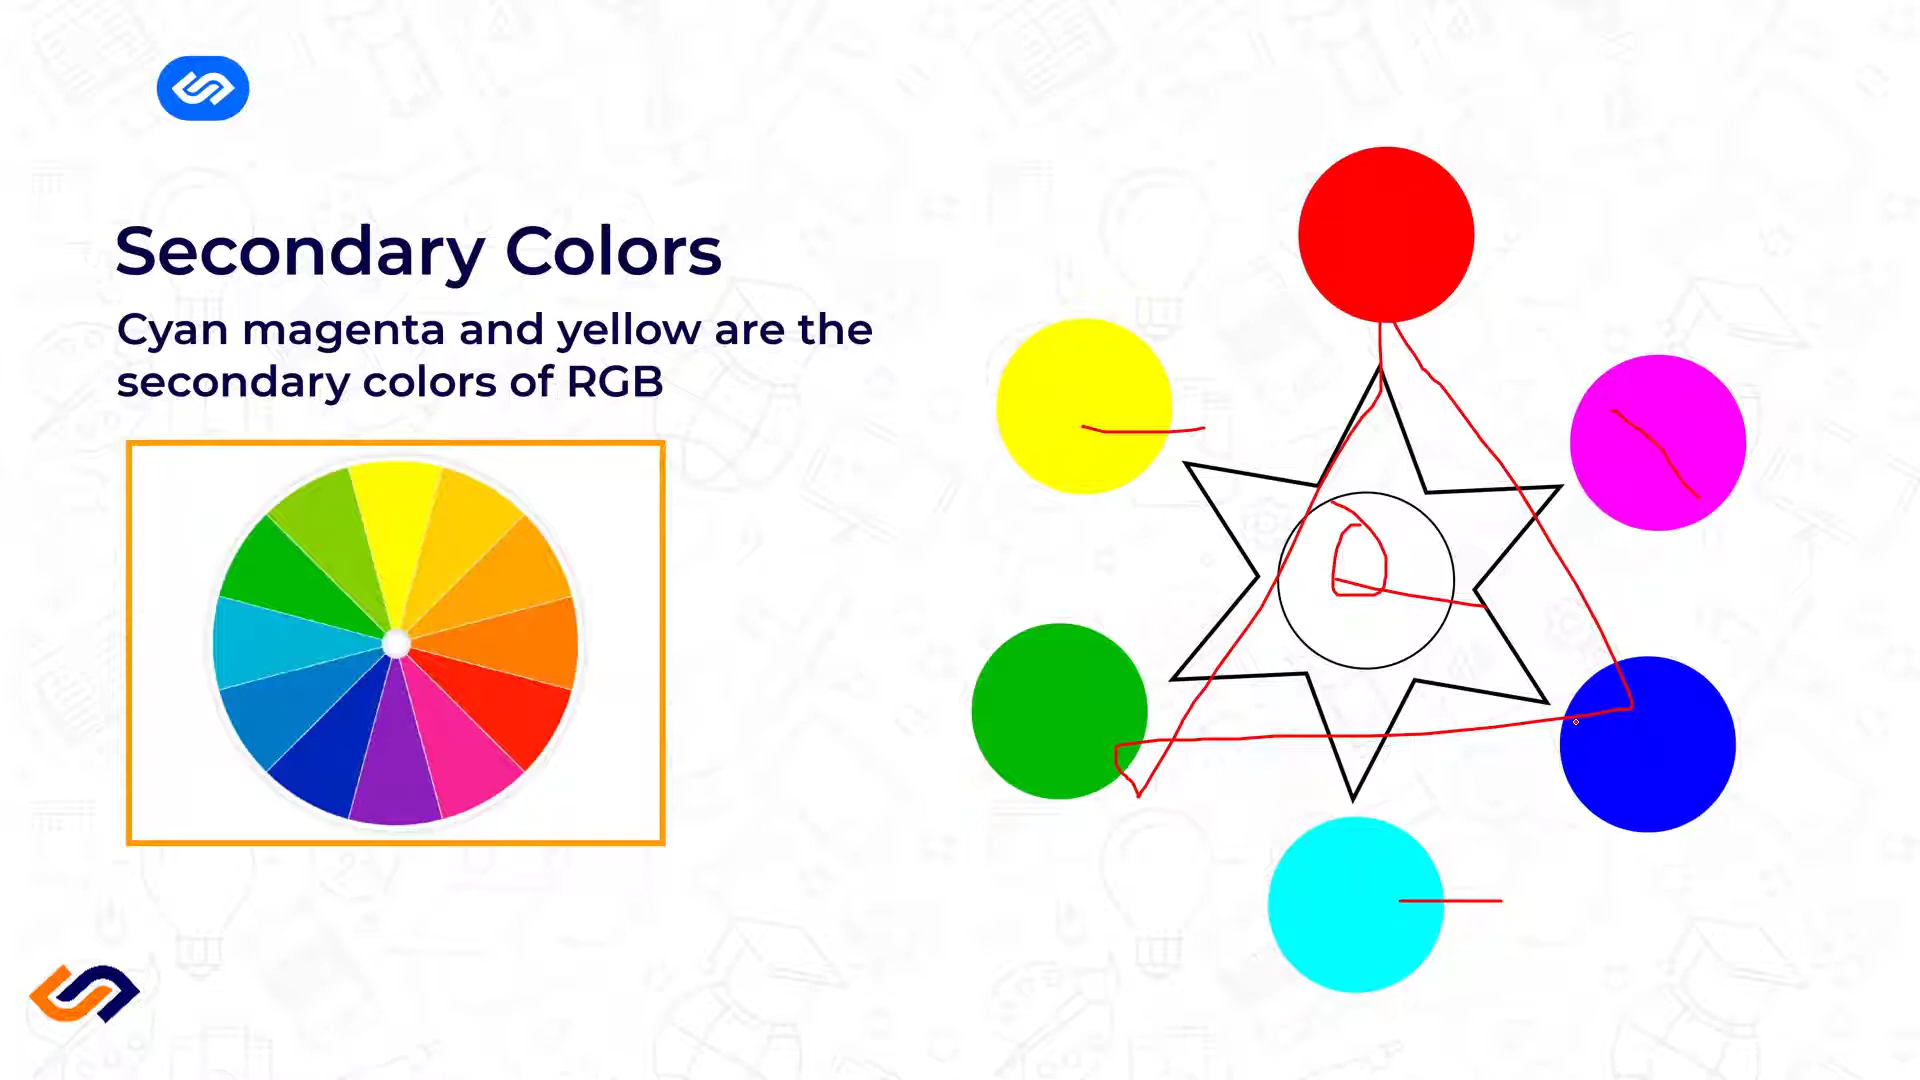 Secondary Colors
Cyan magenta and yellow are the
secondary colors of RGB